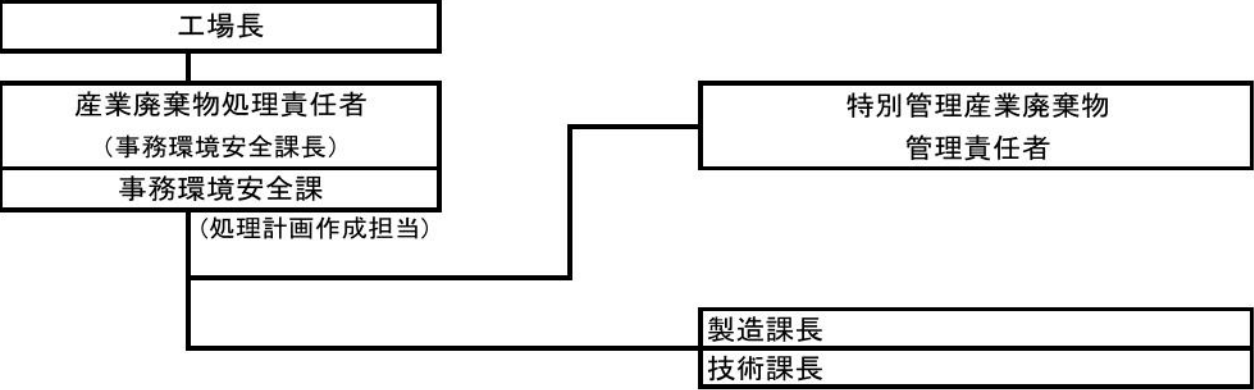 工場長
産業廃棄物処理責任者
（事務環境安全課長）
事務環境安全課
（処理計画作成担当）
特別管理産業廃棄物
管理責任者
製造課長
技術課長